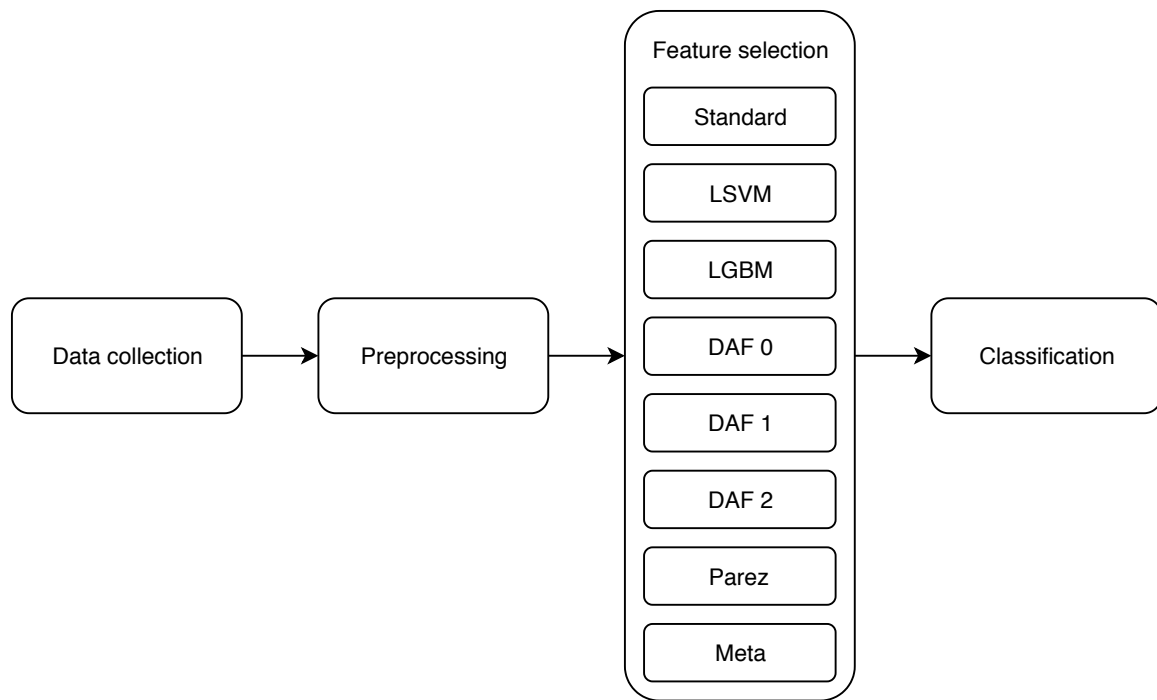 Data collection
Preprocessing
Feature selection
Standard
LSVM
LGBM
DAF 0
DAF 1
DAF 2
Parez
Meta
Classification